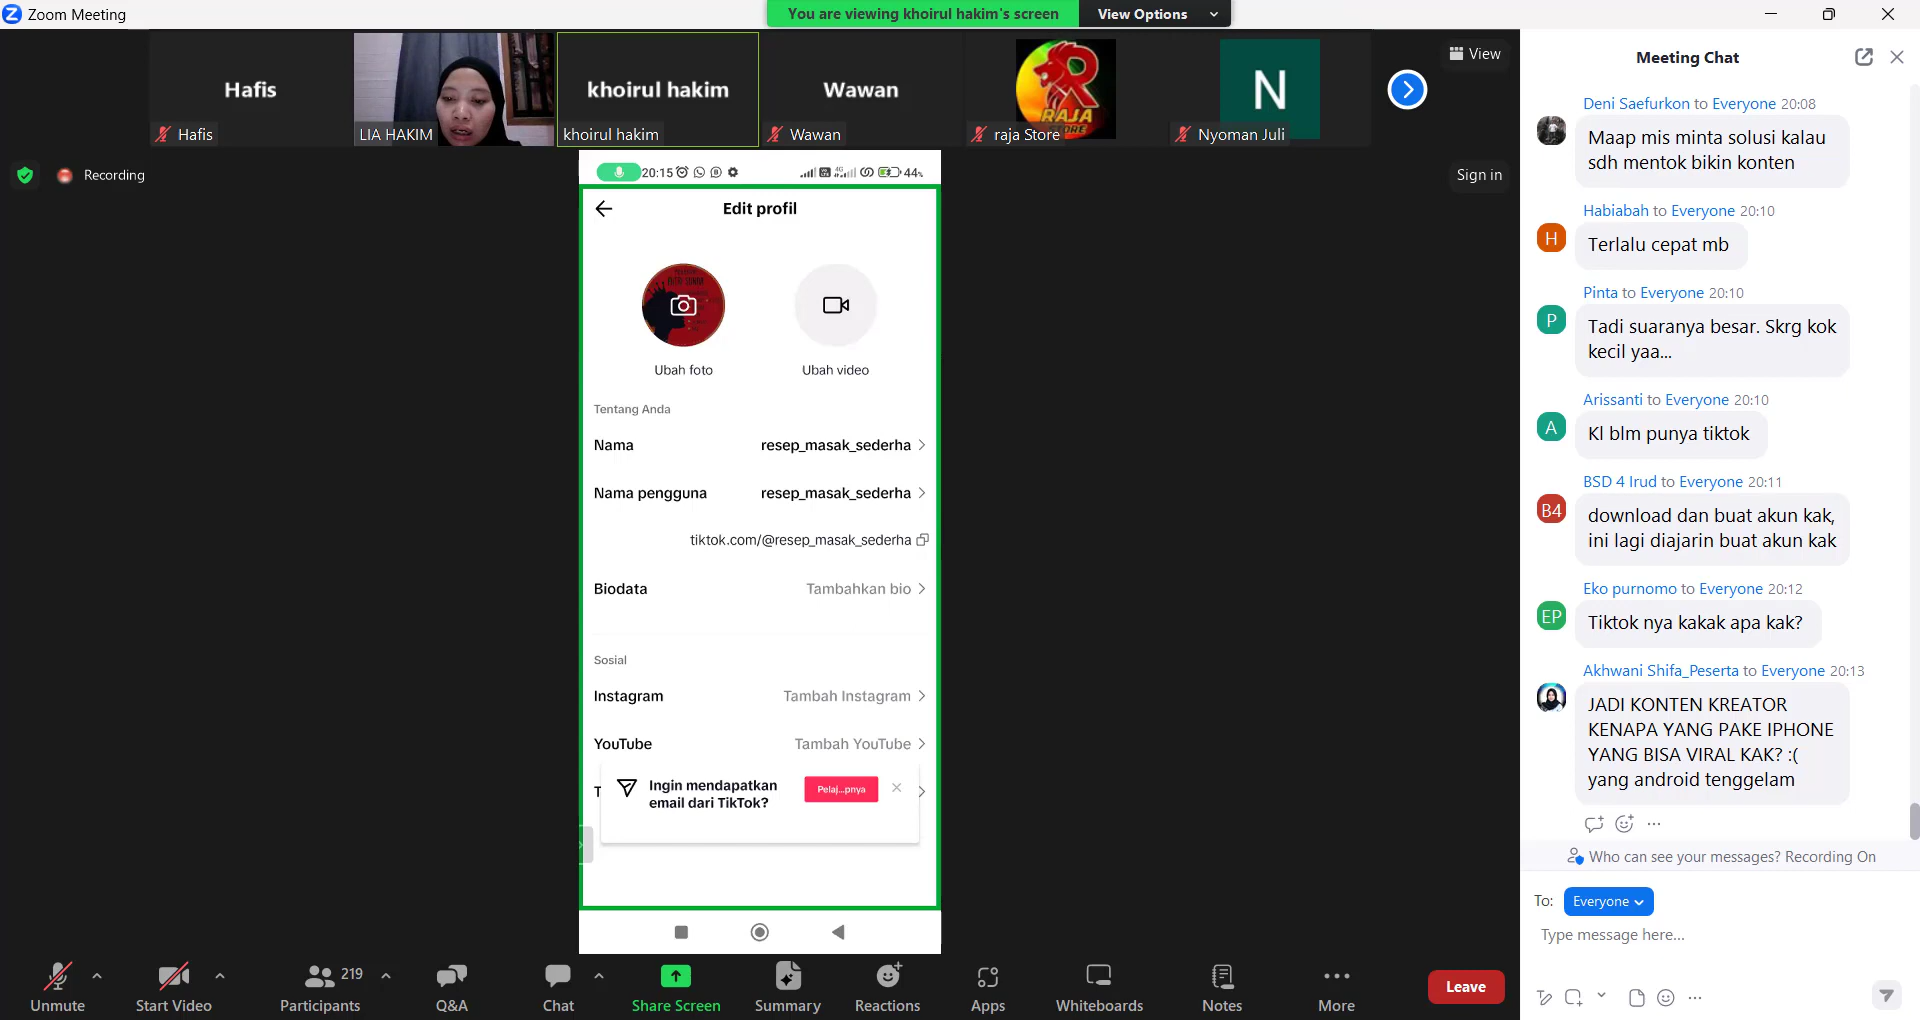 Zoom Meeting
You are viewing khoirul hakim's screen
View Options
Hafis
Hafis
LIA HAKIM
khoirul hakim
khoirul hakim
Wawan
Wawan
RAJA
raja Store
N
Nyoman Juli
View
Recording
Sign in
20:15
44%
Edit profil
Ubah foto
Ubah video
Tentang Anda
Nama resep_masak_sederha
Nama pengguna resep_masak_sederha
tiktok.com/@resep_masak_sederha
Biodata Tambahkan bio
Sosial
Instagram Tambah Instagram
YouTube Tambah YouTube
T
Ingin mendapatkan
email dari TikTok?
Pelaj...pnya
Meeting Chat
Deni Saefurkon to Everyone 20:08
Maap mis minta solusi kalau
sdh mentok bikin konten
Habiabah to Everyone 20:10
H
Terlalu cepat mb
Pinta to Everyone 20:10
P
Tadi suaranya besar. Skrg kok
kecil yaa...
Arissanti to Everyone 20:10
A
Kl blm punya tiktok
BSD 4 Irud to Everyone 20:11
B4
download dan buat akun kak,
ini lagi diajarin buat akun kak
Eko purnomo to Everyone 20:12
EP
Tiktok nya kakak apa kak?
Akhwani Shifa_Peserta to Everyone 20:13
JADI KONTEN KREATOR
KENAPA YANG PAKE IPHONE
YANG BISA VIRAL KAK? :(
yang android tenggelam
Who can see your messages? Recording On
To: Everyone
Type message here...
Unmute
Start Video
219
Participants
Q&A
Chat
Share Screen
Summary
Reactions
Apps
Whiteboards
Notes
More
Leave